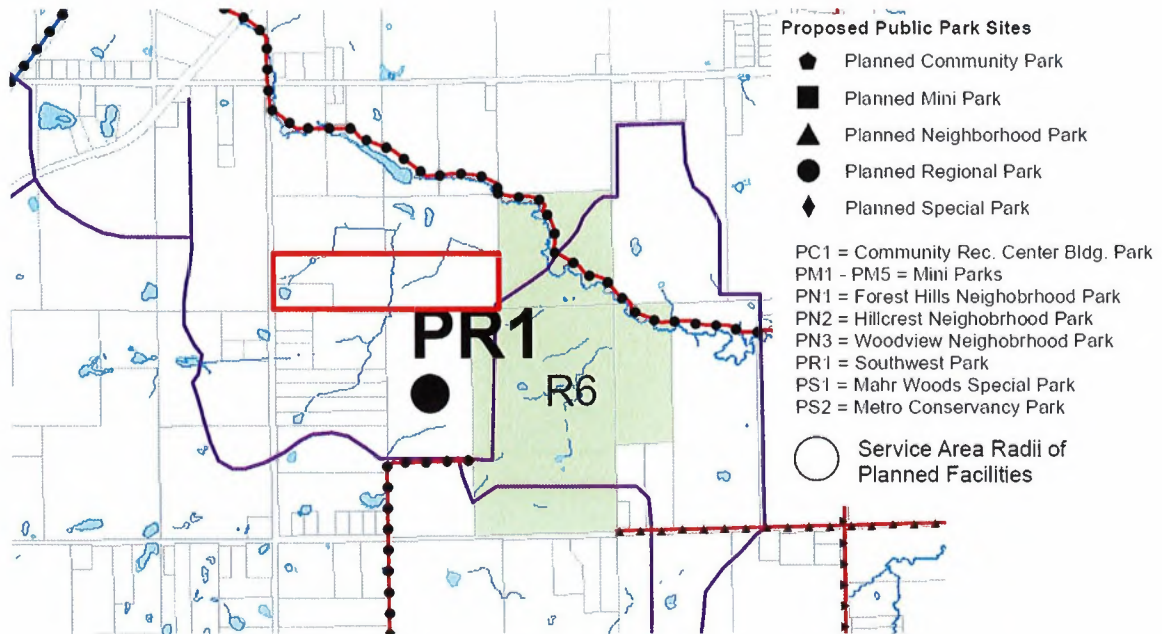 Proposed Public Park Sites
Planned Community Park
Planned Mini Park
Planned Neighborhood Park
Planned Regional Park
Planned Special Park
PC1 = Community Rec. Center Bldg. Park
PM1 - PM5 = Mini Parks
PN1 = Forest Hills Neighobrhood Park
PN2 = Hillcrest Neighobrhood Park
PN3 = Woodview Neighobrhood Park
PR1 = Southwest Park
PS1 = Mahr Woods Special Park
PS2 = Metro Conservancy Park
Service Area Radii of
Planned Facilities
PR1
R6